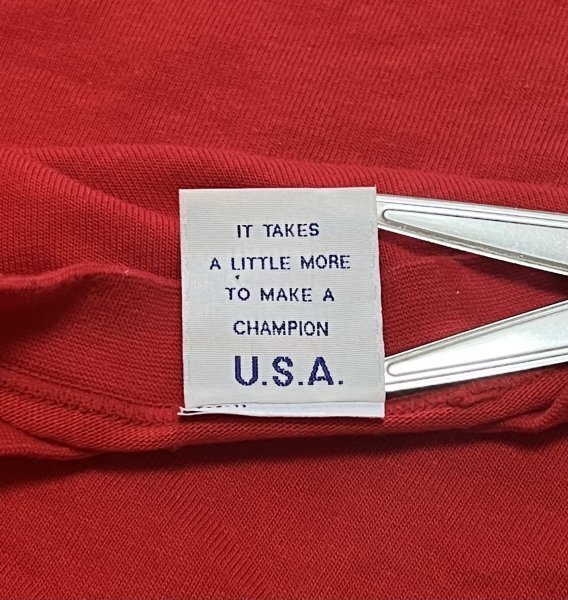 IT TAKES
A LITTLE MORE
TO MAKE A
CHAMPION
U.S.A.